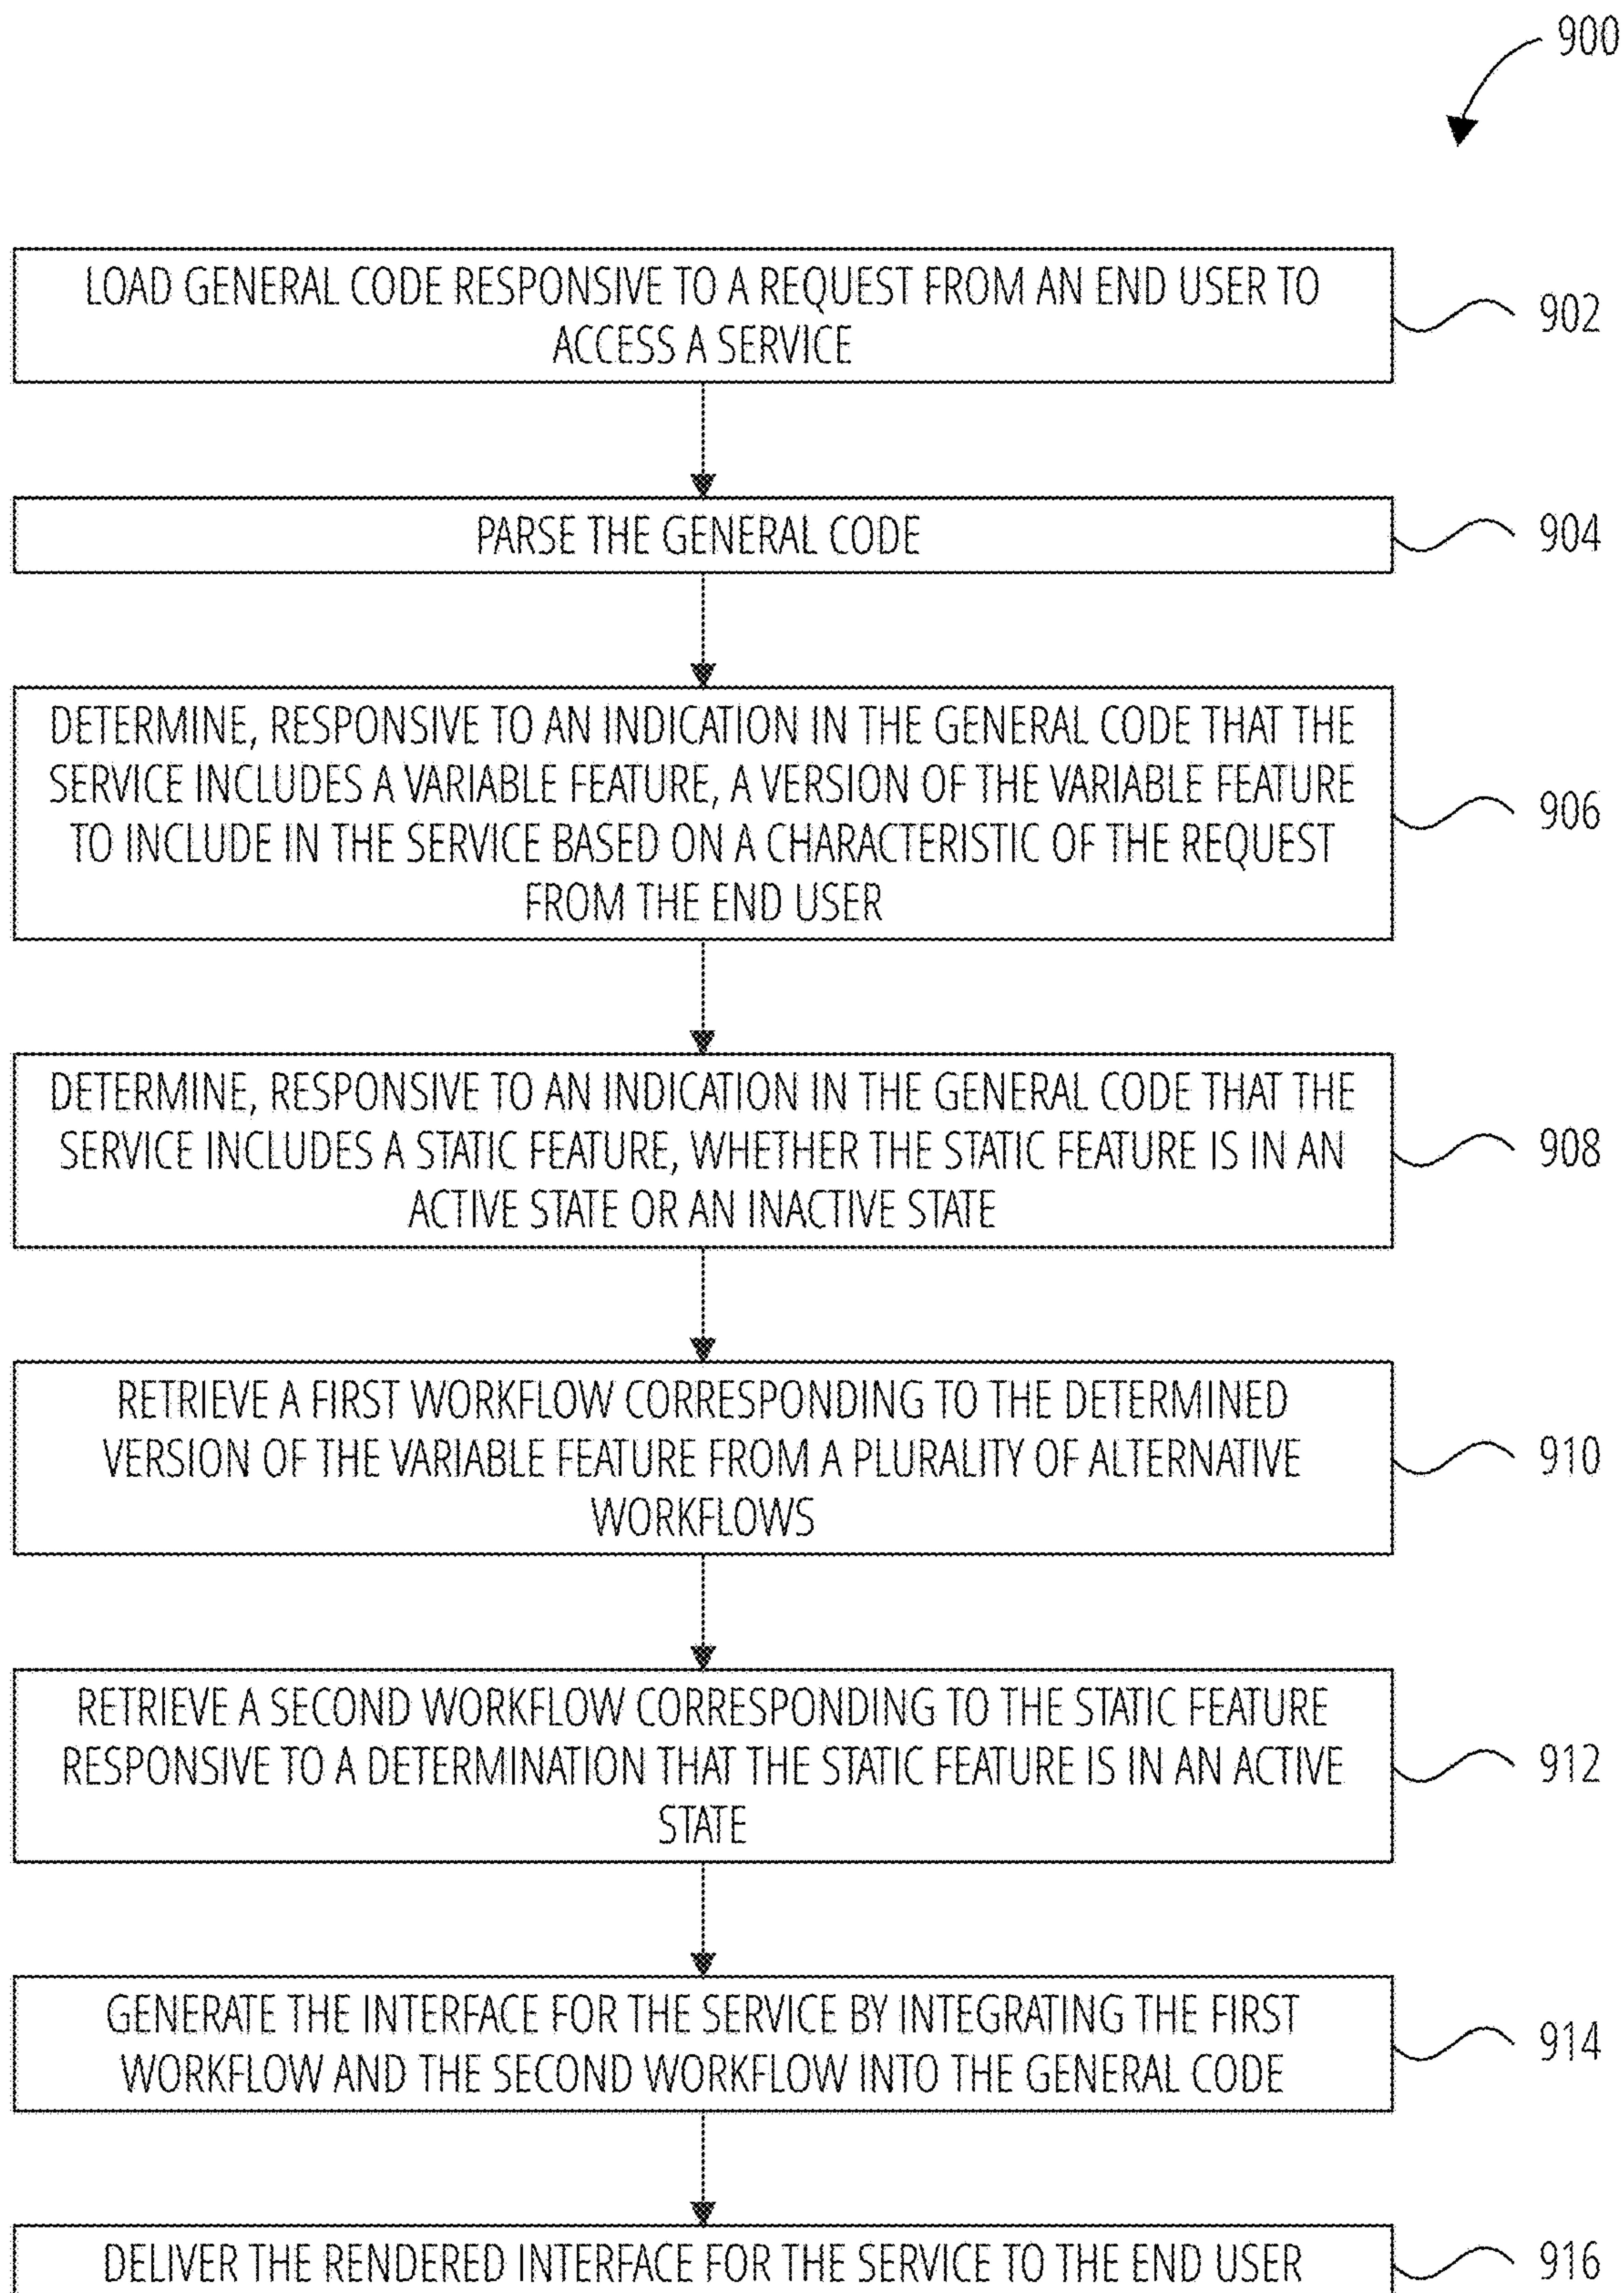 900
LOAD GENERAL CODE RESPONSIVE TO A REQUEST FROM AN END USER TO
ACCESS A SERVICE
902
PARSE THE GENERAL CODE
904
DETERMINE, RESPONSIVE TO AN INDICATION IN THE GENERAL CODE THAT THE
SERVICE INCLUDES A VARIABLE FEATURE, A VERSION OF THE VARIABLE FEATURE
TO INCLUDE IN THE SERVICE BASED ON A CHARACTERISTIC OF THE REQUEST
FROM THE END USER
906
DETERMINE, RESPONSIVE TO AN INDICATION IN THE GENERAL CODE THAT THE
SERVICE INCLUDES A STATIC FEATURE, WHETHER THE STATIC FEATURE IS IN AN
ACTIVE STATE OR AN INACTIVE STATE
908
RETRIEVE A FIRST WORKFLOW CORRESPONDING TO THE DETERMINED
VERSION OF THE VARIABLE FEATURE FROM A PLURALITY OF ALTERNATIVE
WORKFLOWS
910
RETRIEVE A SECOND WORKFLOW CORRESPONDING TO THE STATIC FEATURE
RESPONSIVE TO A DETERMINATION THAT THE STATIC FEATURE IS IN AN ACTIVE
STATE
912
GENERATE THE INTERFACE FOR THE SERVICE BY INTEGRATING THE FIRST
WORKFLOW AND THE SECOND WORKFLOW INTO THE GENERAL CODE
914
DELIVER THE RENDERED INTERFACE FOR THE SERVICE TO THE END USER
916